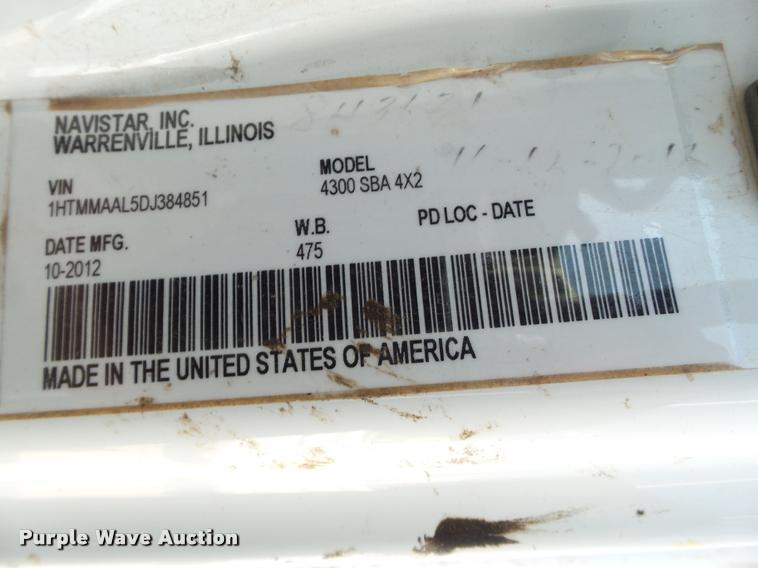 NAVISTAR, INC.
WARRENVILLE, ILLINOIS
VIN
1HTMMAAL5DJ384851
MODEL
4300 SBA 4X2
DATE MFG.
10-2012
W.B.
475
PD LOC - DATE
MADE IN THE UNITED STATES OF AMERICA
Purple Wave Auction